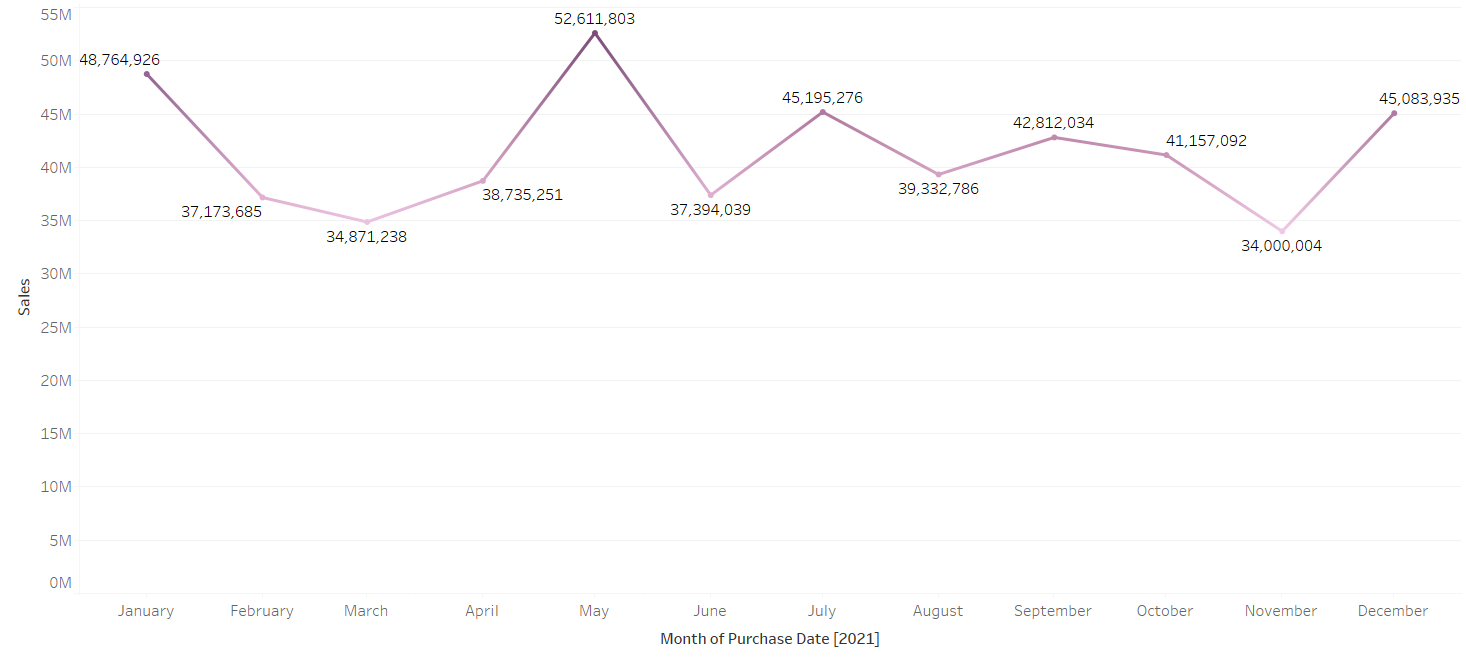 55M
52,611,803
50M
48,764,926
45,195,276
45,083,935
45M
42,812,034
41,157,092
40M
39,332,786
38,735,251
37,394,039
37,173,685
35M
34,871,238
34,000,004
30M
Sales
25M
20M
15M
10M
5M
0M
January February March April May June July August September October November December
Month of Purchase Date [2021]